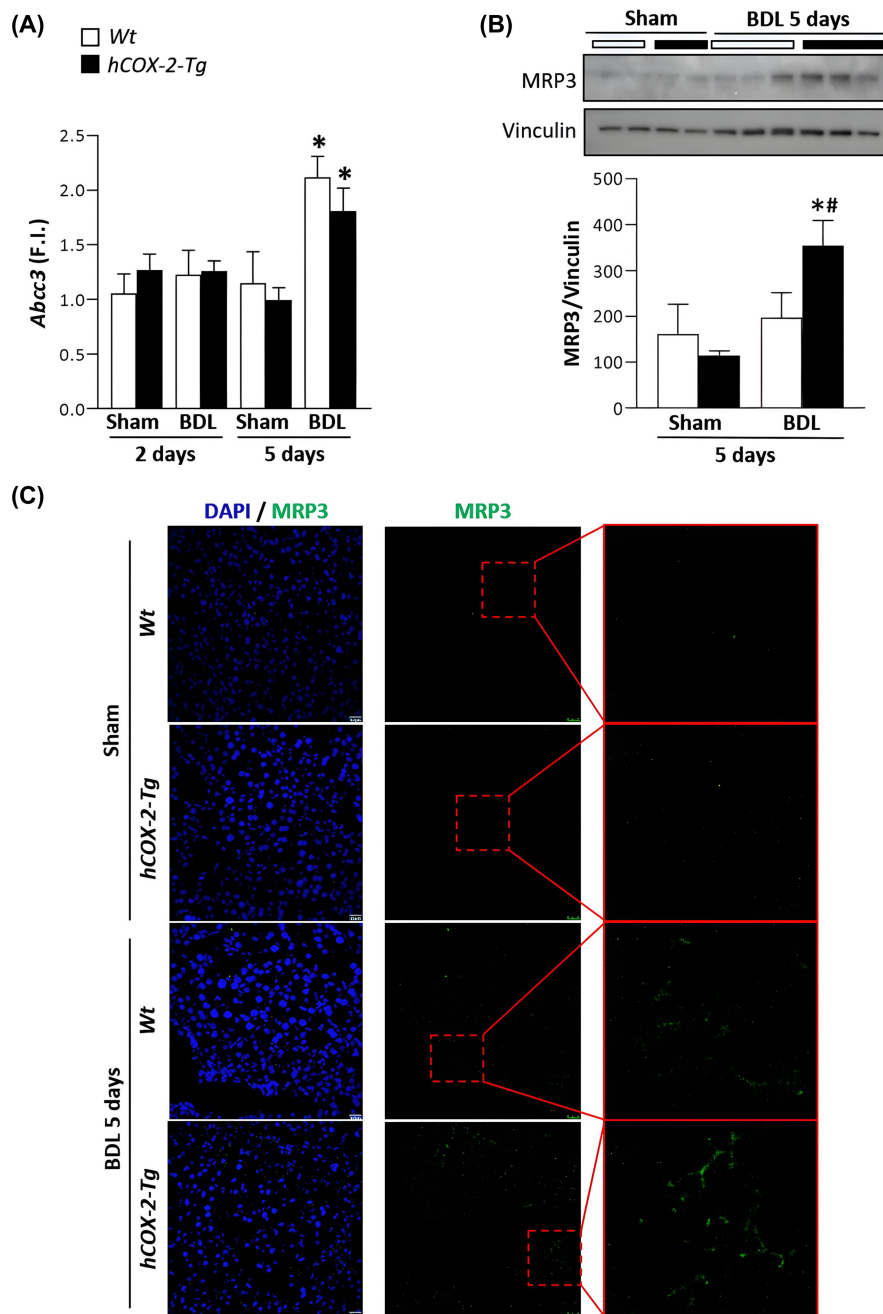 (A)
Wt
hCOX-2-Tg
Abcc3 (F.I.)
2.5
2.0
1.5
1.0
0.5
0.0
* *
Sham BDL Sham BDL
2 days 5 days
(B)
Sham BDL 5 days
MRP3
Vinculin
MRP3/Vinculin
500
400
300
200
100
0
*#
Sham BDL
5 days
(C)
DAPI / MRP3 MRP3
Sham
Wt
hCOX-2-Tg
BDL 5 days
Wt
hCOX-2-Tg